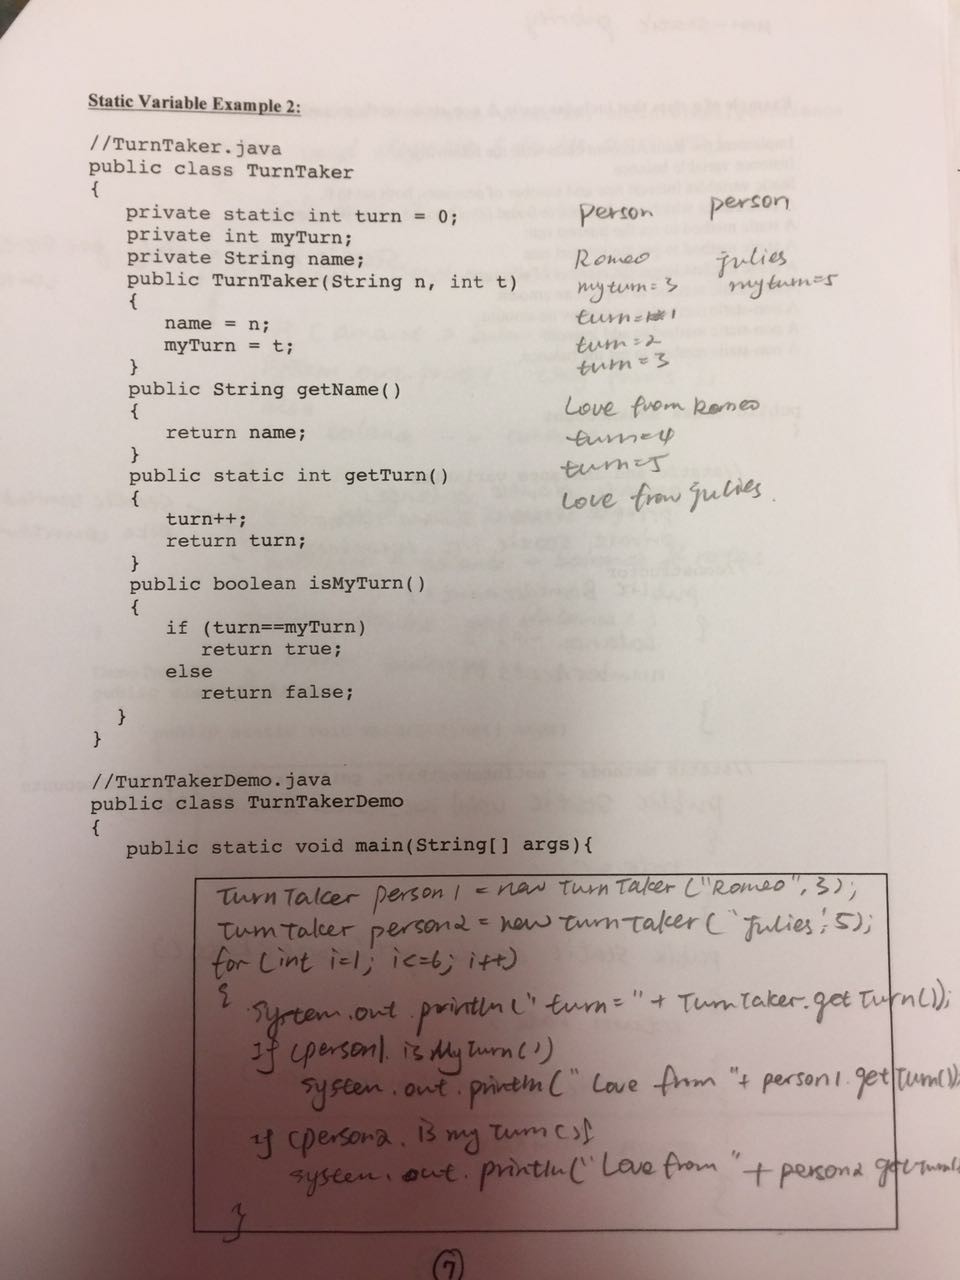 Static Variable Example 2:
//TurnTaker.java
public class TurnTaker
{
private static int turn = 0;
private int myTurn;
private String name;
public TurnTaker(String n, int t)
{
name = n;
myTurn = t;
}
public String getName()
{
return name;
}
public static int getTurn()
{
turn++;
return turn;
}
public boolean isMyTurn()
{
if (turn==myTurn)
return true;
else
return false;
}
}
person person
Romeo julies
myturn=3 myturn=5
turn=1
turn=2
turn=3
Love from Romeo
turn=4
turn=5
Love from julies.
//TurnTakerDemo.java
public class TurnTakerDemo
{
public static void main(String[] args){
TurnTaker person1 = new TurnTaker ("Romeo", 3);
TurnTaker person2 = new turntaker ("julies", 5);
for (int i=1; i<=6; i++)
{ System.out.println(" turn=" + TurnTaker.getTurn());
If (person1.isMyTurn())
system.out.println(" Love from "+ person1.getTurn());
if (person2.is my Turn()
system.out.println("Love from " + person2 getTurn(
}
7